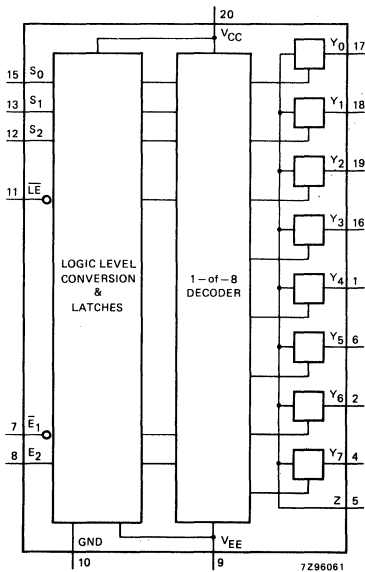 20
VCC
Y0 17
15 S0
13 S1
Y1 18
12 S2
Y2 19
11 LE
Y3 16
LOGIC LEVEL
CONVERSION
&
LATCHES
1-of-8
DECODER
Y4 1
Y5 6
Y6 2
7 E1
8 E2
Y7 4
Z 5
GND
VEE
10
9
7Z96061